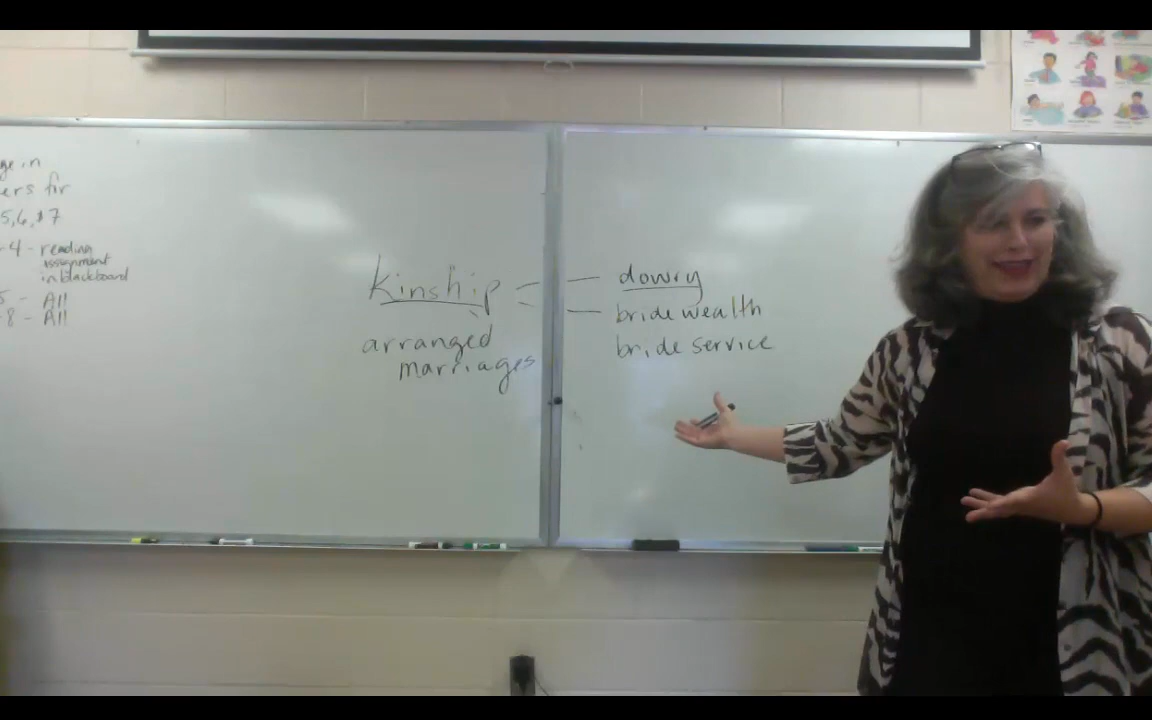 in
ers for
5, 6, & 7
4 - reading
assignment
in blackboard
5 - All
8 - All
kinship
arranged
marriages
dowry
bride wealth
bride service